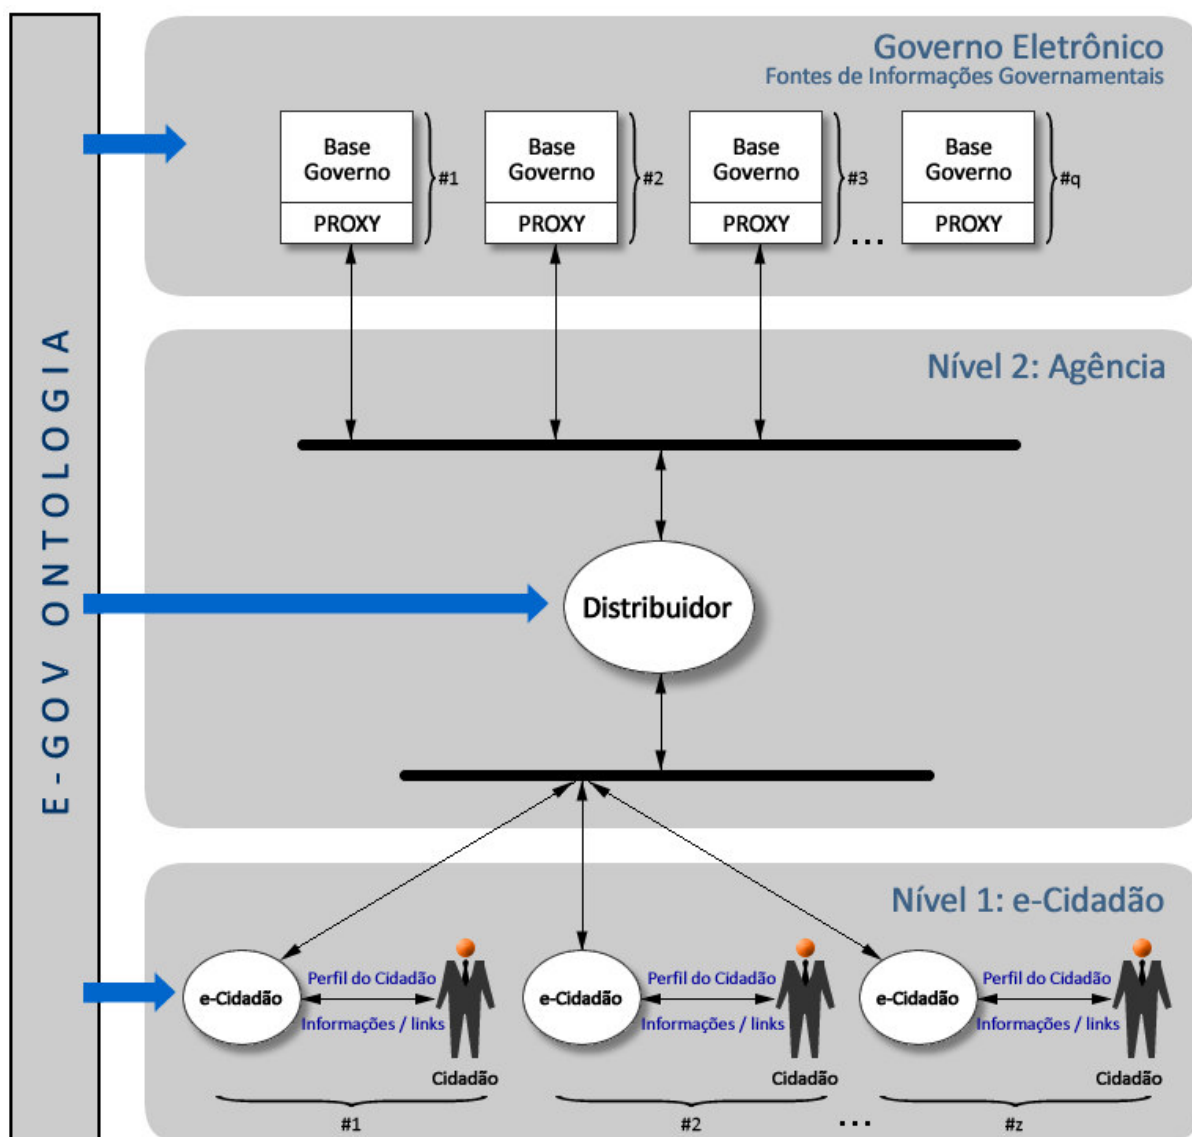 E-GOV ONTOLOGIA
Governo Eletrônico
Fontes de Informações Governamentais
Base
Governo
PROXY
#1
Base
Governo
PROXY
#2
Base
Governo
PROXY
#3
...
Base
Governo
PROXY
#q
Nível 2: Agência
Distribuidor
Nível 1: e-Cidadão
e-Cidadão
Perfil do Cidadão
Informações / links
Cidadão
#1
e-Cidadão
Perfil do Cidadão
Informações / links
Cidadão
#2
...
e-Cidadão
Perfil do Cidadão
Informações / links
Cidadão
#z